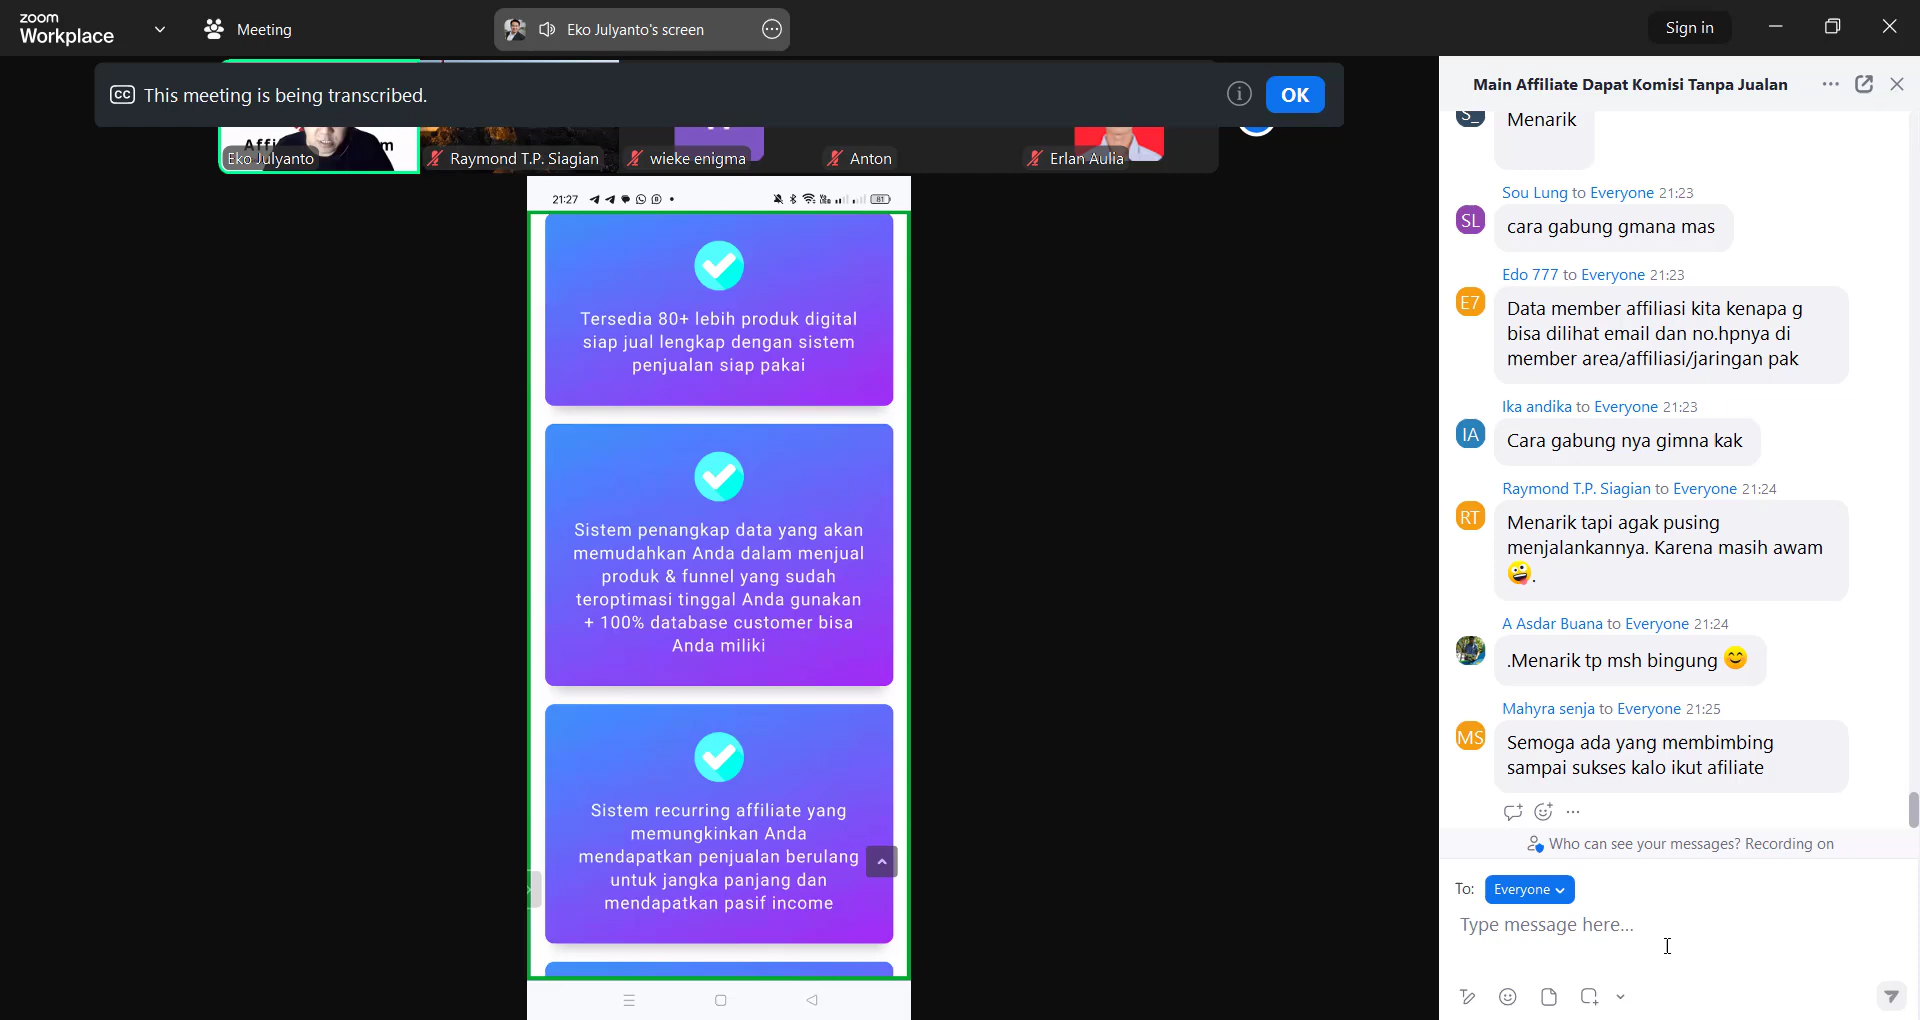 zoom
Workplace
Meeting
Eko Julyanto's screen
Sign in
CC This meeting is being transcribed.
OK
Eko Julyanto
Raymond T.P. Siagian
wieke enigma
Anton
Erlan Aulia
21:27
81
Tersedia 80+ lebih produk digital
siap jual lengkap dengan sistem
penjualan siap pakai
Sistem penangkap data yang akan
memudahkan Anda dalam menjual
produk & funnel yang sudah
teroptimasi tinggal Anda gunakan
+ 100% database customer bisa
Anda miliki
Sistem recurring affiliate yang
memungkinkan Anda
mendapatkan penjualan berulang
untuk jangka panjang dan
mendapatkan pasif income
Main Affiliate Dapat Komisi Tanpa Jualan
S_
Menarik
Sou Lung to Everyone 21:23
SL
cara gabung gmana mas
Edo 777 to Everyone 21:23
E7
Data member affiliasi kita kenapa g
bisa dilihat email dan no.hpnya di
member area/affiliasi/jaringan pak
Ika andika to Everyone 21:23
IA
Cara gabung nya gimna kak
Raymond T.P. Siagian to Everyone 21:24
RT
Menarik tapi agak pusing
menjalankannya. Karena masih awam
🤪.
A Asdar Buana to Everyone 21:24
.Menarik tp msh bingung 😊
Mahyra senja to Everyone 21:25
MS
Semoga ada yang membimbing
sampai sukses kalo ikut afiliate
Who can see your messages? Recording on
To: Everyone
Type message here...